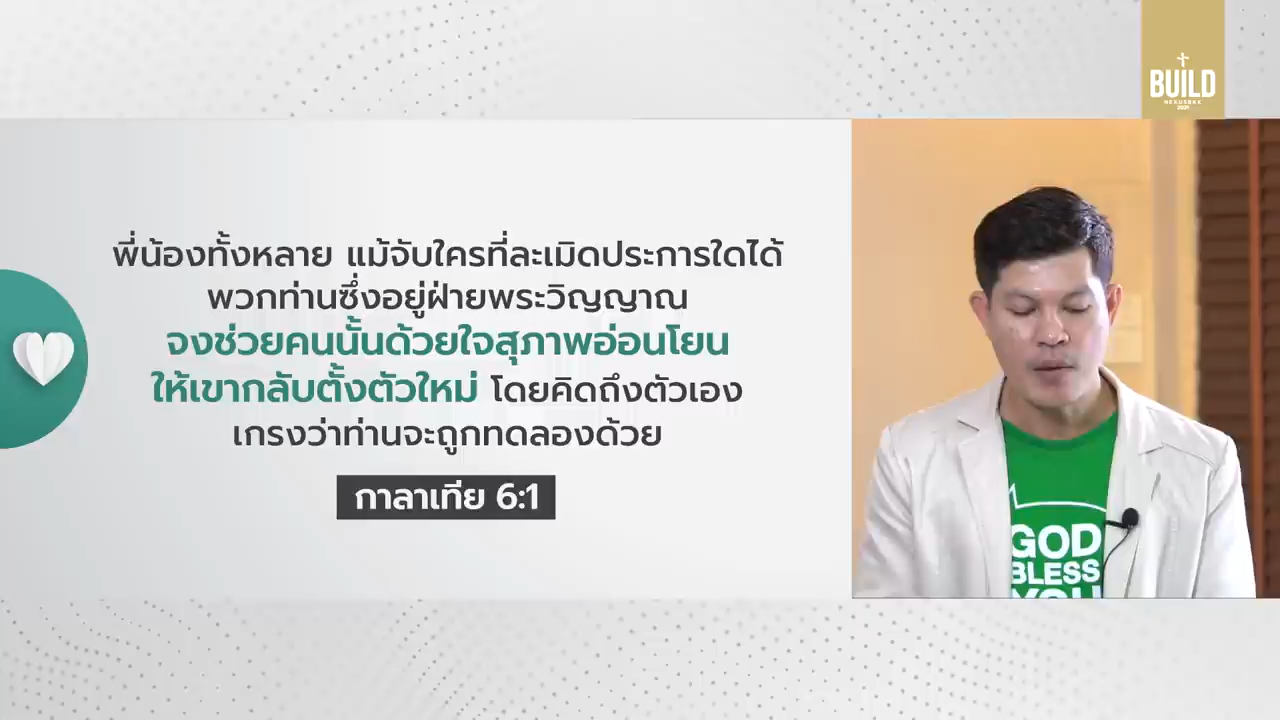 พี่น้องทั้งหลาย แม้จับใครที่ละเมิดประการใดได้
พวกท่านซึ่งอยู่ฝ่ายพระวิญญาณ
จงช่วยคนนั้นด้วยใจสุภาพอ่อนโยน
ให้เขากลับตั้งตัวใหม่ โดยคิดถึงตัวเอง
เกรงว่าท่านจะถูกทดลองด้วย
กาลาเทีย 6:1
BUILD
NEXUSBKK
2021
GOD
BLESS
YOU